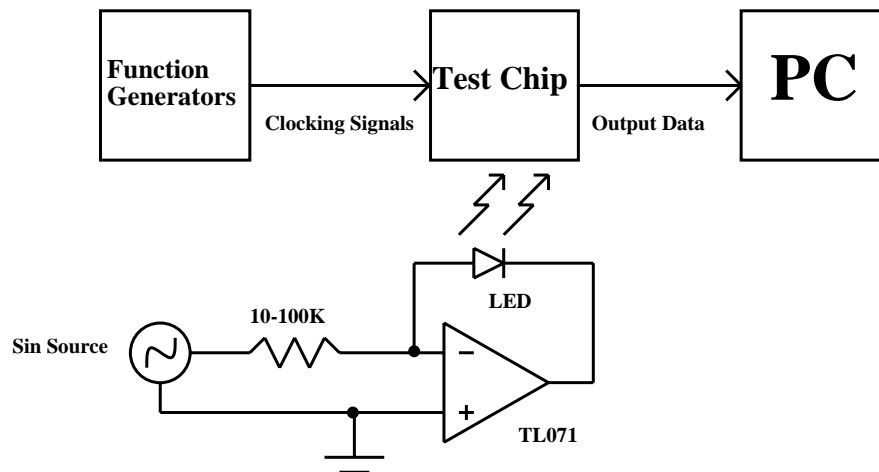 Function
Generators
Test Chip
PC
Clocking Signals
Output Data
LED
10-100K
Sin Source
−
+
TL071